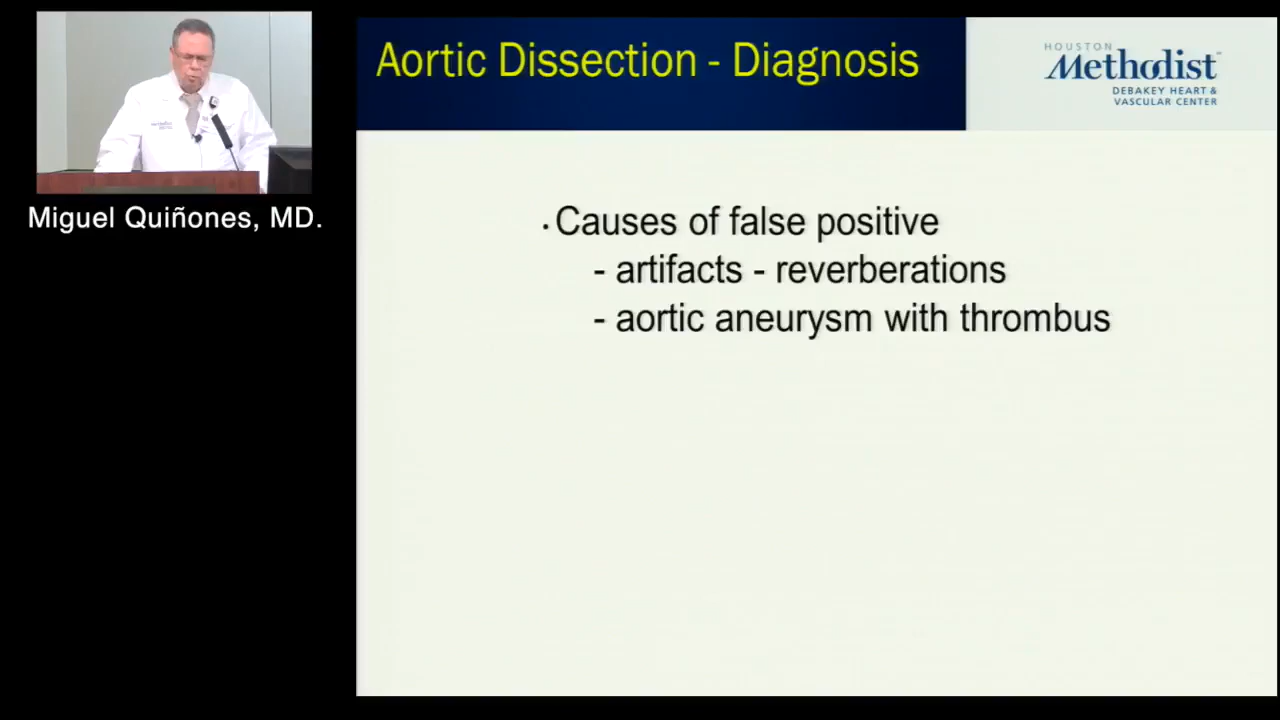 Aortic Dissection - Diagnosis
HOUSTON
Methodist™
DEBAKEY HEART &
VASCULAR CENTER
Miguel Quiñones, MD.
· Causes of false positive
- artifacts - reverberations
- aortic aneurysm with thrombus